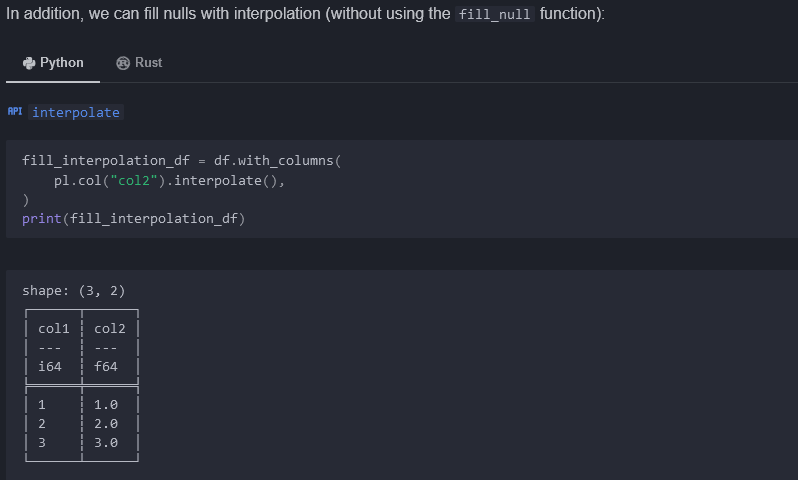 In addition, we can fill nulls with interpolation (without using the fill_null function):
Python Rust
API interpolate
fill_interpolation_df = df.with_columns(
    pl.col("col2").interpolate(),
)
print(fill_interpolation_df)
shape: (3, 2)
┌──────┬──────┐
│ col1 ┆ col2 │
│ ---  ┆ ---  │
│ i64  ┆ f64  │
╞══════╪══════╡
│ 1    ┆ 1.0  │
│ 2    ┆ 2.0  │
│ 3    ┆ 3.0  │
└──────┴──────┘